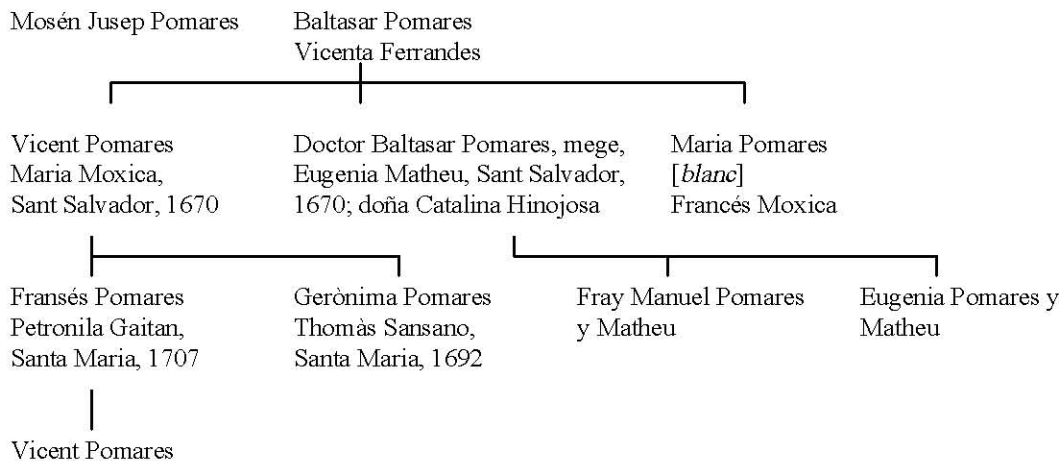 Mosén Jusep Pomares
Baltasar Pomares
Vicenta Ferrandes
Vicent Pomares
Maria Moxica,
Sant Salvador, 1670
Doctor Baltasar Pomares, mege,
Eugenia Matheu, Sant Salvador,
1670; doña Catalina Hinojosa
Maria Pomares
[blanc]
Francés Moxica
Fransés Pomares
Petronila Gaitan,
Santa Maria, 1707
Gerònima Pomares
Thomàs Sansano,
Santa Maria, 1692
Fray Manuel Pomares
y Matheu
Eugenia Pomares y
Matheu
Vicent Pomares